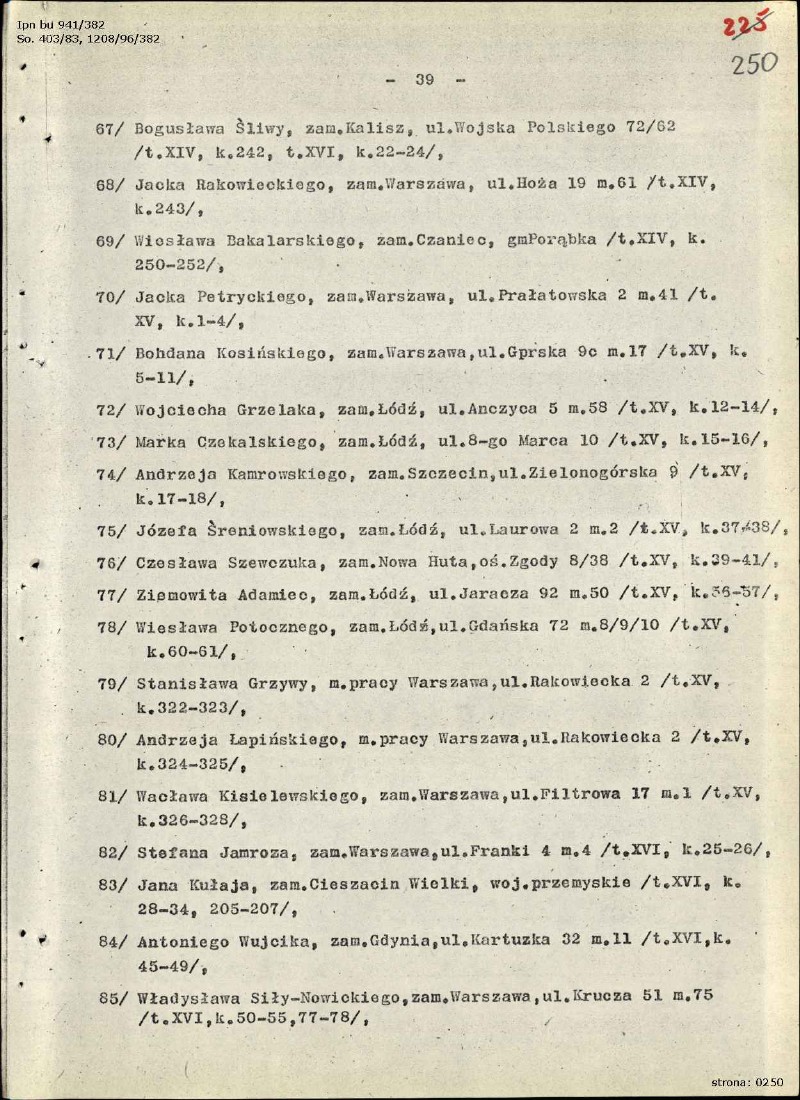 Ipn bu 941/382
So. 403/83, 1208/96/382
225
250
- 39 -
67/ Bogusława Śliwy, zam.Kalisz, ul.Wojska Polskiego 72/62
/t.XIV, k.242, t.XVI, k.22-24/,
68/ Jacka Rakowieckiego, zam.Warszawa, ul.Hoża 19 m.61 /t.XIV,
k.243/,
69/ Wiesława Bakalarskiego, zam.Czaniec, gmPorąbka /t.XIV, k.
250-252/,
70/ Jacka Petryckiego, zam.Warszawa, ul.Prałatowska 2 m.41 /t.
XV, k.1-4/,
71/ Bohdana Kosińskiego, zam.Warszawa,ul.Gprska 9c m.17 /t.XV, k.
5-11/,
72/ Wojciecha Grzelaka, zam.Łódź, ul.Anczyca 5 m.58 /t.XV, k.12-14/,
73/ Marka Czekalskiego, zam.Łódź, ul.8-go Marca 10 /t.XV, k.15-16/,
74/ Andrzeja Kamrowskiego, zam.Szczecin,ul.Zielonogórska 9 /t.XV,
k.17-18/,
75/ Józefa Śreniowskiego, zam.Łódź, ul.Laurowa 2 m.2 /t.XV, k.37-38/,
76/ Czesława Szewczuka, zam.Nowa Huta,oś.Zgody 8/38 /t.XV, k.39-41/,
77/ Ziemowita Adamiec, zam.Łódź, ul.Jaracza 92 m.50 /t.XV, k.56-57/,
78/ Wiesława Potocznego, zam.Łódź,ul.Gdańska 72 m.8/9/10 /t.XV,
k.60-61/,
79/ Stanisława Grzywy, m.pracy Warszawa,ul.Rakowiecka 2 /t.XV,
k.322-323/,
80/ Andrzeja Łapińskiego, m.pracy Warszawa,ul.Rakowiecka 2 /t.XV,
k.324-325/,
81/ Wacława Kisielewskiego, zam.Warszawa,ul.Filtrowa 17 m.1 /t.XV,
k.326-328/,
82/ Stefana Jamroza, zam.Warszawa,ul.Franki 4 m.4 /t.XVI, k.25-26/,
83/ Jana Kułaja, zam.Cieszacin Wielki, woj.przemyskie /t.XVI, k.
28-34, 205-207/,
84/ Antoniego Wujcika, zam.Gdynia,ul.Kartuzka 32 m.11 /t.XVI,k.
45-49/,
85/ Władysława Siły-Nowickiego,zam.Warszawa,ul.Krucza 51 m.75
/t.XVI,k.50-55,77-78/,
strona: 0250